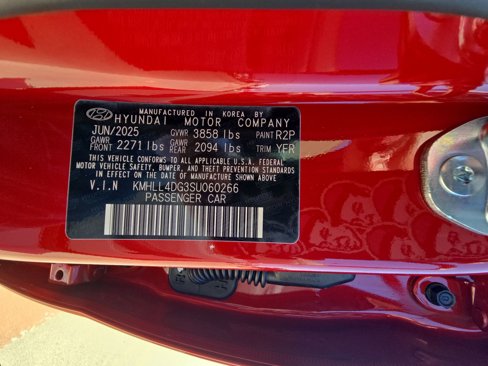 MANUFACTURED IN KOREA BY
HYUNDAI MOTOR COMPANY
JUN/2025 GVWR 3858 lbs PAINT R2P
GAWR FRONT 2271 lbs GAWR REAR 2094 lbs TRIM YFR
THIS VEHICLE CONFORMS TO ALL APPLICABLE U.S.A. FEDERAL
MOTOR VEHICLE SAFETY, BUMPER, AND THEFT PREVENTION STANDARDS
IN EFFECT ON THE DATE OF MANUFACTURE SHOWN ABOVE.
V.I.N KMHLL4DG3SU060266
PASSENGER CAR